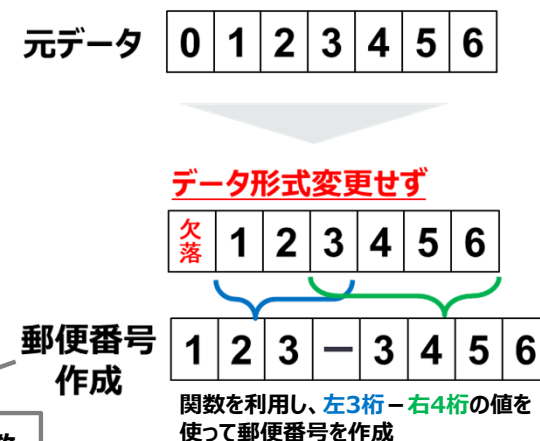 元データ 0 1 2 3 4 5 6
データ形式変更せず
欠落 1 2 3 4 5 6
郵便番号作成 1 2 3 － 3 4 5 6
関数を利用し、左3桁－右4桁の値を
使って郵便番号を作成